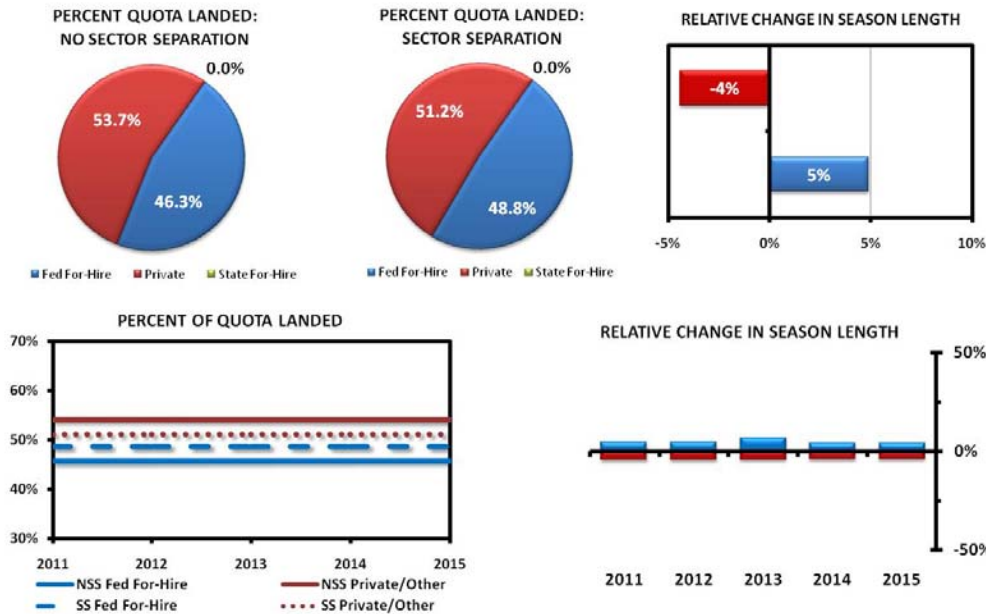 PERCENT QUOTA LANDED:
NO SECTOR SEPARATION
0.0%
53.7%
46.3%
Fed For-Hire Private State For-Hire
PERCENT QUOTA LANDED:
SECTOR SEPARATION
0.0%
51.2%
48.8%
Fed For-Hire Private State For-Hire
RELATIVE CHANGE IN SEASON LENGTH
-4%
5%
-5% 0% 5% 10%
PERCENT OF QUOTA LANDED
70%
60%
50%
40%
30%
2011 2012 2013 2014 2015
NSS Fed For-Hire NSS Private/Other
SS Fed For-Hire SS Private/Other
RELATIVE CHANGE IN SEASON LENGTH
50%
0%
-50%
2011 2012 2013 2014 2015